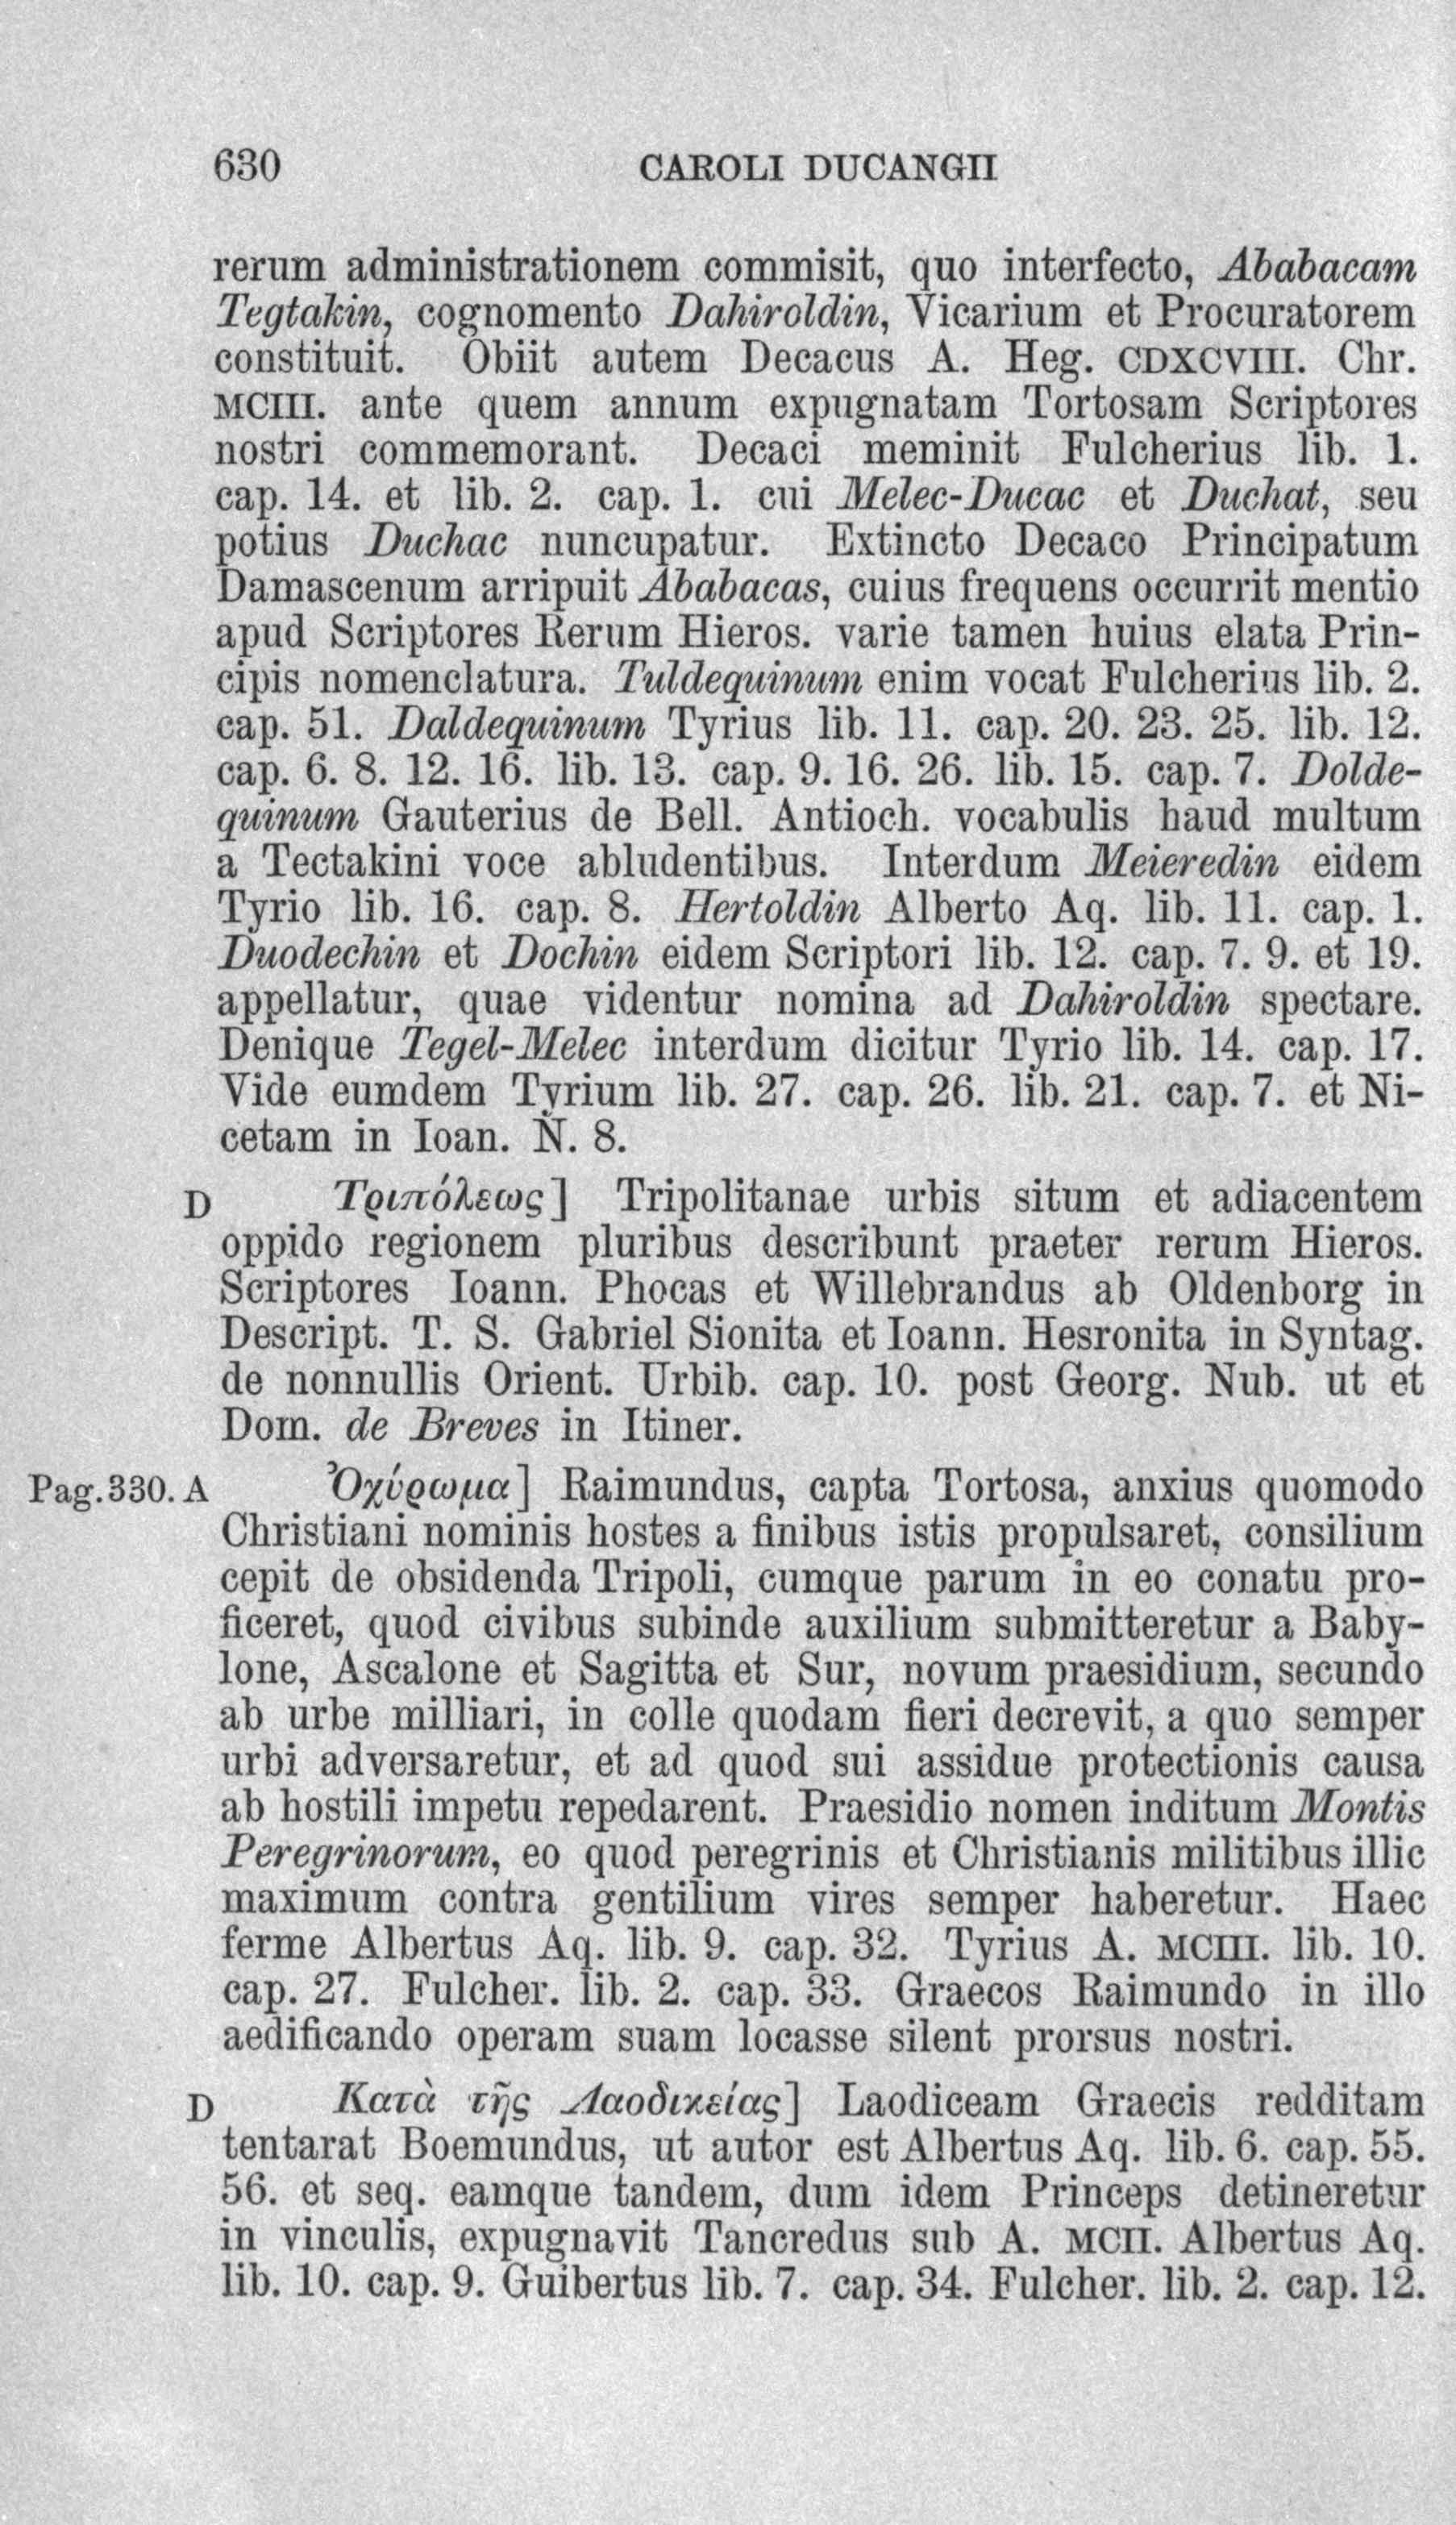 630 CAROLI DUCANGII
rerum administrationem commisit, quo interfecto, Ababacam
Tegtakin, cognomento Dahiroldin, Vicarium et Procuratorem
constituit. Obiit autem Decacus A. Heg. CDXCVIII. Chr.
MCIII. ante quem annum expugnatam Tortosam Scriptores
nostri commemorant. Decaci meminit Fulcherius lib. 1.
cap. 14. et lib. 2. cap. 1. cui Melec-Ducac et Duchat, seu
potius Duchac nuncupatur. Extincto Decaco Principatum
Damascenum arripuit Ababacas, cuius frequens occurrit mentio
apud Scriptores Rerum Hieros. varie tamen huius elata Prin-
cipis nomenclatura. Tuldequinum enim vocat Fulcherius lib. 2.
cap. 51. Daldequinum Tyrius lib. 11. cap. 20. 23. 25. lib. 12.
cap. 6. 8. 12. 16. lib. 13. cap. 9. 16. 26. lib. 15. cap. 7. Dolde-
quinum Gauterius de Bell. Antioch. vocabulis haud multum
a Tectakini voce abludentibus. Interdum Meieredin eidem
Tyrio lib. 16. cap. 8. Hertoldin Alberto Aq. lib. 11. cap. 1.
Duodechin et Dochin eidem Scriptori lib. 12. cap. 7. 9. et 19.
appellatur, quae videntur nomina ad Dahiroldin spectare.
Denique Tegel-Melec interdum dicitur Tyrio lib. 14. cap. 17.
Vide eumdem Tyrium lib. 27. cap. 26. lib. 21. cap. 7. et Ni-
cetam in Ioan. N. 8.
D Τριπόλεως] Tripolitanae urbis situm et adiacentem
oppido regionem pluribus describunt praeter rerum Hieros.
Scriptores Ioann. Phocas et Willebrandus ab Oldenborg in
Descript. T. S. Gabriel Sionita et Ioann. Hesronita in Syntag.
de nonnullis Orient. Urbib. cap. 10. post Georg. Nub. ut et
Dom. de Breves in Itiner.
Pag. 330. A Ὀχύρωμα] Raimundus, capta Tortosa, anxius quomodo
Christiani nominis hostes a finibus istis propulsaret, consilium
cepit de obsidenda Tripoli, cumque parum in eo conatu pro-
ficeret, quod civibus subinde auxilium submitteretur a Baby-
lone, Ascalone et Sagitta et Sur, novum praesidium, secundo
ab urbe milliari, in colle quodam fieri decrevit, a quo semper
urbi adversaretur, et ad quod sui assidue protectionis causa
ab hostili impetu repedarent. Praesidio nomen inditum Montis
Peregrinorum, eo quod peregrinis et Christianis militibus illic
maximum contra gentilium vires semper haberetur. Haec
ferme Albertus Aq. lib. 9. cap. 32. Tyrius A. MCIII. lib. 10.
cap. 27. Fulcher. lib. 2. cap. 33. Graecos Raimundo in illo
aedificando operam suam locasse silent prorsus nostri.
D Κατὰ τῆς Λαοδικείας] Laodiceam Graecis redditam
tentarat Boemundus, ut autor est Albertus Aq. lib. 6. cap. 55.
56. et seq. eamque tandem, dum idem Princeps detineretur
in vinculis, expugnavit Tancredus sub A. MCII. Albertus Aq.
lib. 10. cap. 9. Guibertus lib. 7. cap. 34. Fulcher. lib. 2. cap. 12.